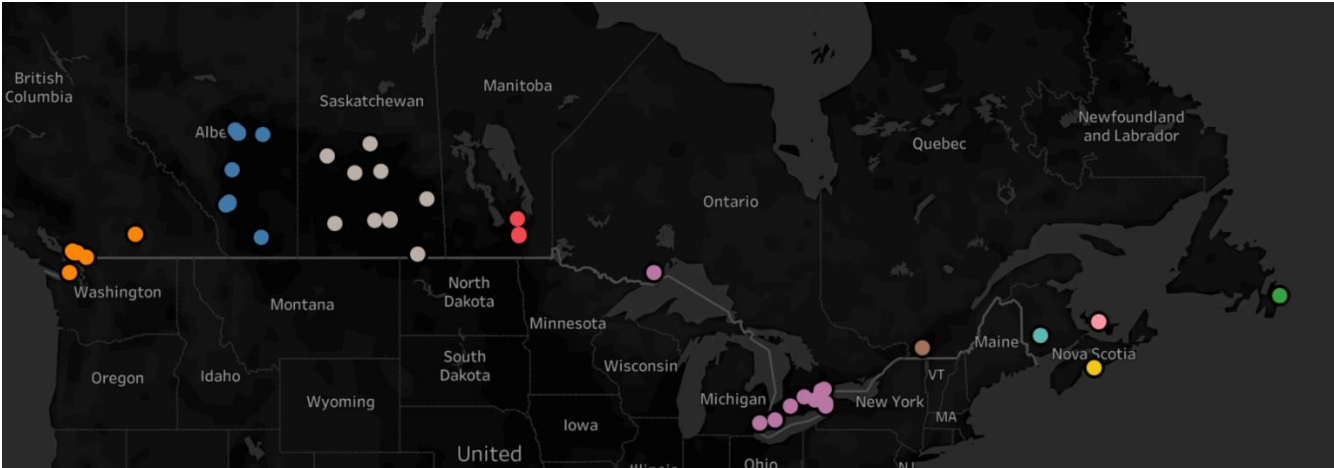 British
Columbia
Albe
Saskatchewan
Manitoba
Newfoundland
and Labrador
Quebec
Ontario
Washington
Montana
North
Dakota
Minnesota
Maine
Nova Scotia
Oregon
Idaho
South
Dakota
Wisconsin
VT
Wyoming
Michigan
New York
MA
Iowa
United
Ohio